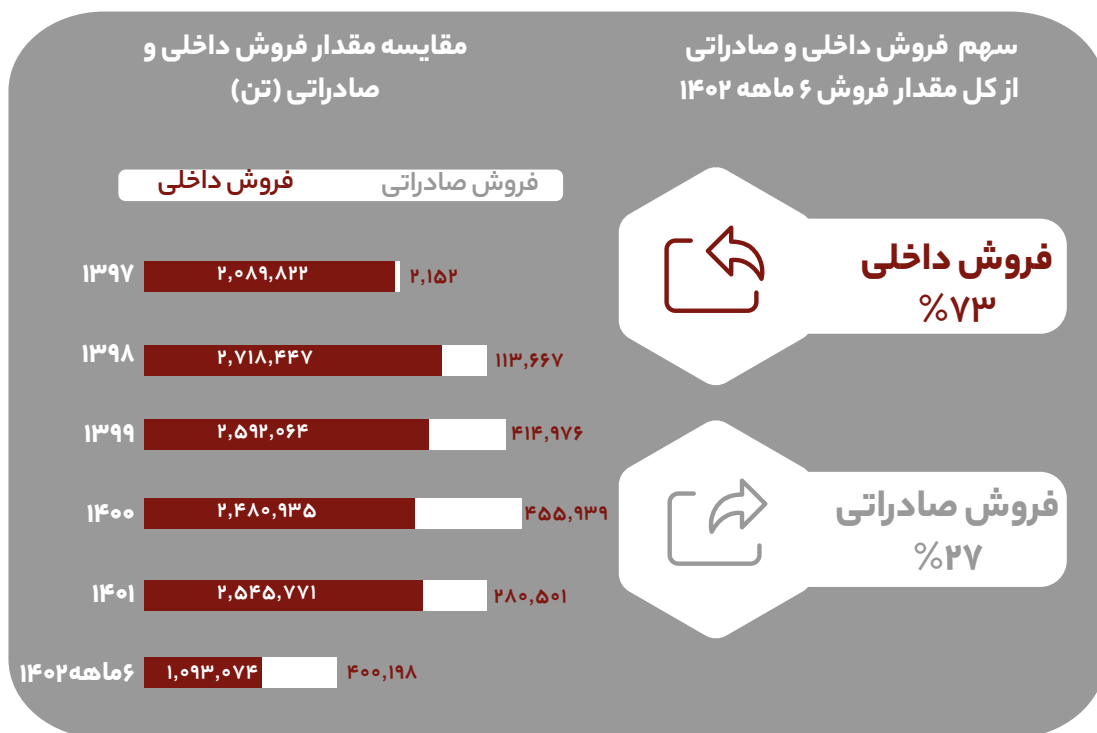 سهم فروش داخلی و صادراتی
از کل مقدار فروش ۶ ماهه ۱۴۰۲
فروش داخلی
%۷۳
فروش صادراتی
%۲۷
مقایسه مقدار فروش داخلی و
صادراتی (تن)
فروش صادراتی فروش داخلی
۱۳۹۷ ۲,۰۸۹,۸۲۲ ۲,۱۵۲
۱۳۹۸ ۲,۷۱۸,۴۴۷ ۱۱۳,۶۶۷
۱۳۹۹ ۲,۵۹۲,۰۶۴ ۴۱۴,۹۷۶
۱۴۰۰ ۲,۴۸۰,۹۳۵ ۴۵۵,۹۳۹
۱۴۰۱ ۲,۵۴۵,۷۷۱ ۲۸۰,۵۰۱
۶ماهه۱۴۰۲ ۱,۰۹۳,۰۷۴ ۴۰۰,۱۹۸